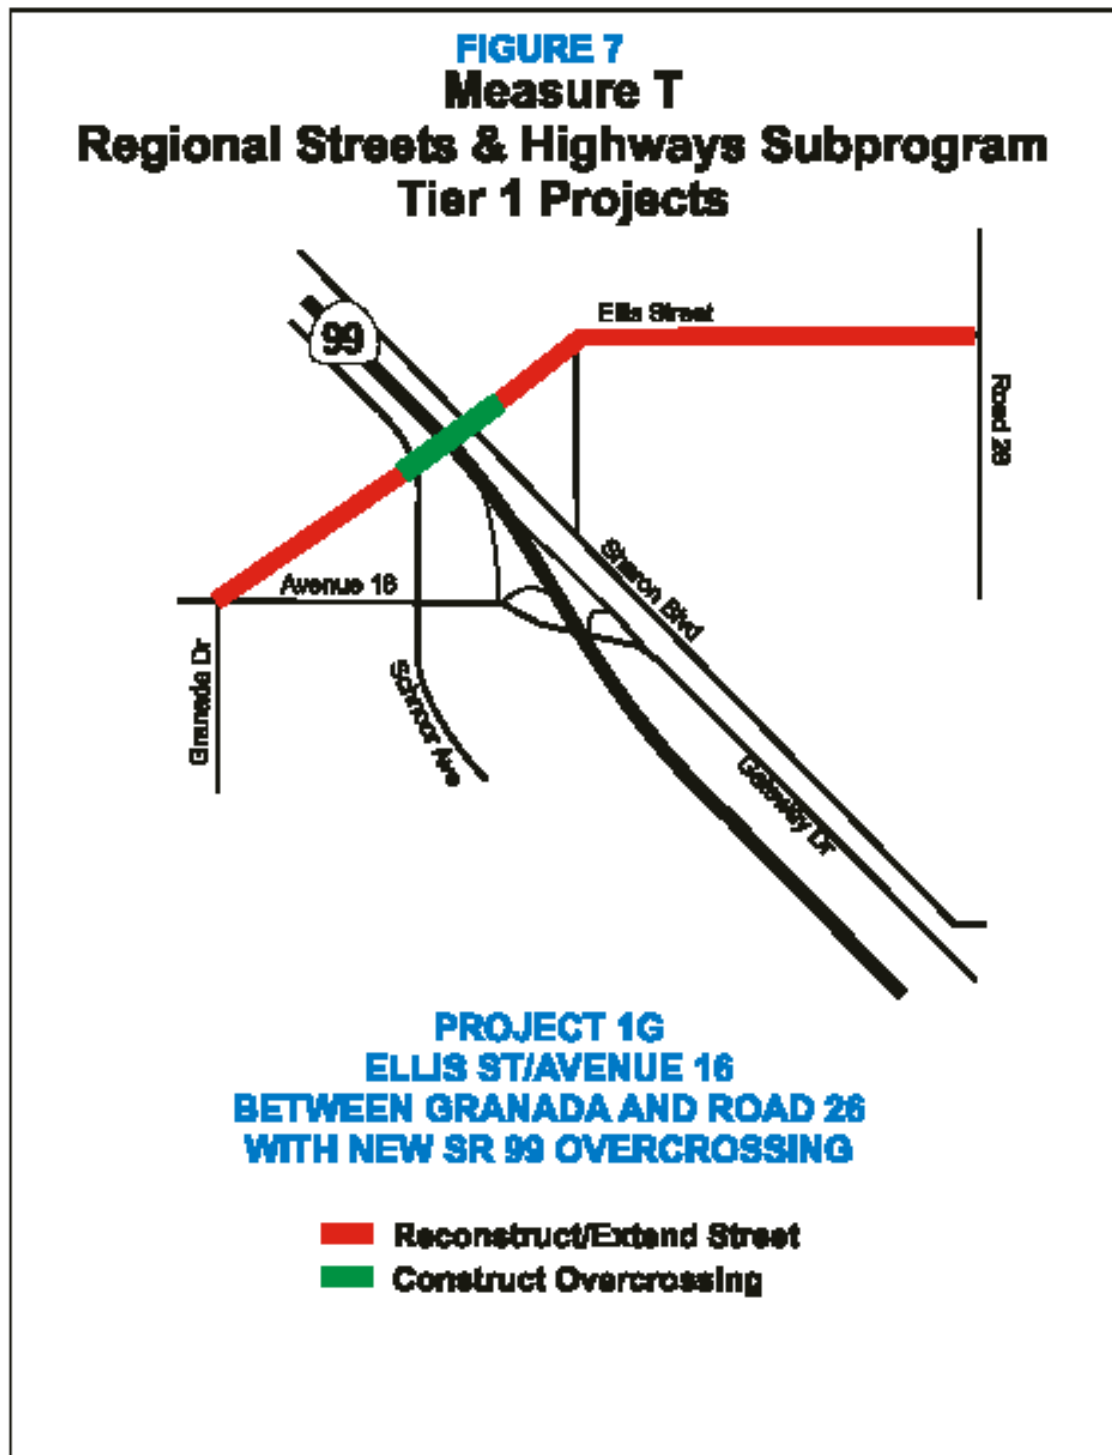 FIGURE 7
Measure T
Regional Streets & Highways Subprogram
Tier 1 Projects
99
Ellis Street
Road 26
Avenue 16
Sharon Blvd
Granada Dr
Schnoor Ave
Gateway Dr
PROJECT 1G
ELLIS ST/AVENUE 16
BETWEEN GRANADA AND ROAD 26
WITH NEW SR 99 OVERCROSSING
Reconstruct/Extend Street
Construct Overcrossing